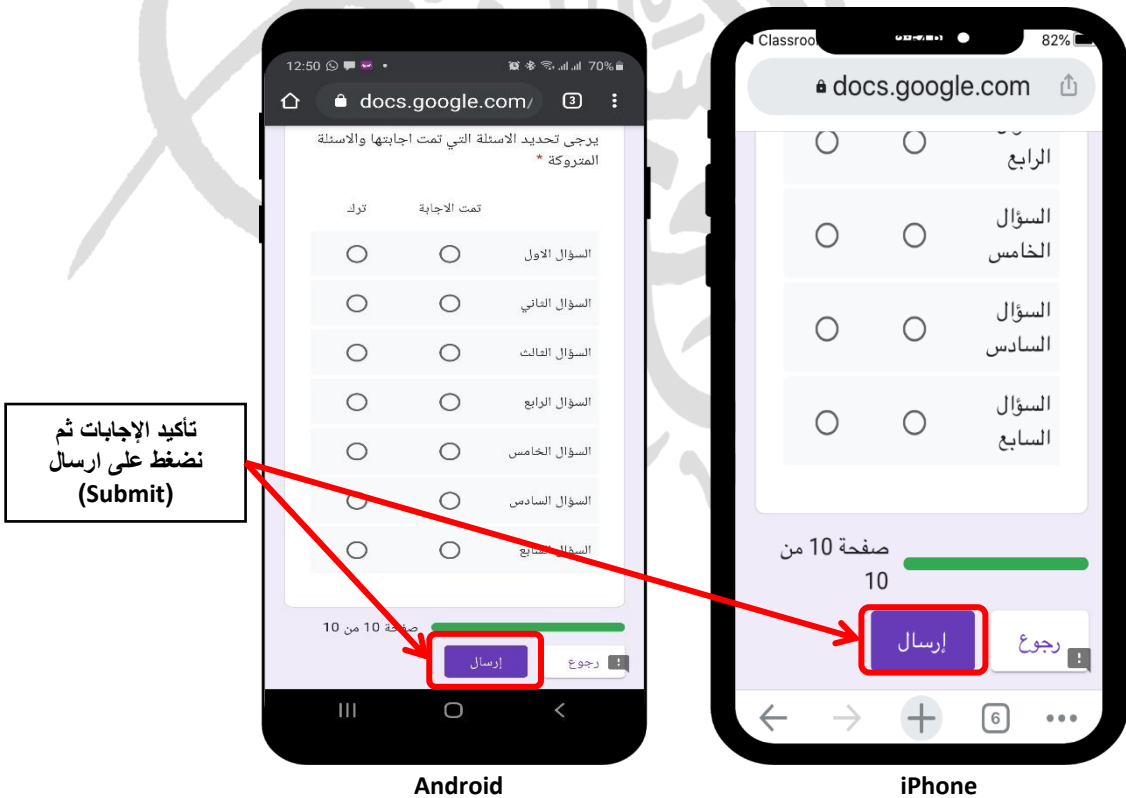 12:50
70%
docs.google.com/
3
يرجى تحديد الاسئلة التي تمت اجابتها والاسئلة
المتروكة *
تمت الاجابة ترك
السؤال الاول
السؤال الثاني
السؤال الثالث
السؤال الرابع
السؤال الخامس
السؤال السادس
السؤال السابع
صفحة 10 من 10
رجوع إرسال
Android
تأكيد الإجابات ثم
نضغط على ارسال
(Submit)
82%
docs.google.com
الرابع
السؤال
الخامس
السؤال
السادس
السؤال
السابع
صفحة 10 من
10
رجوع إرسال
6
iPhone